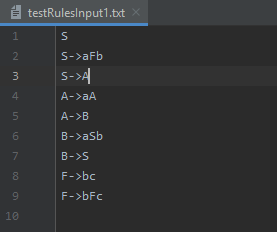 testRulesInput1.txt
1 S
2 S->aFb
3 S->A
4 A->aA
5 A->B
6 B->aSb
7 B->S
8 F->bc
9 F->bFc
10